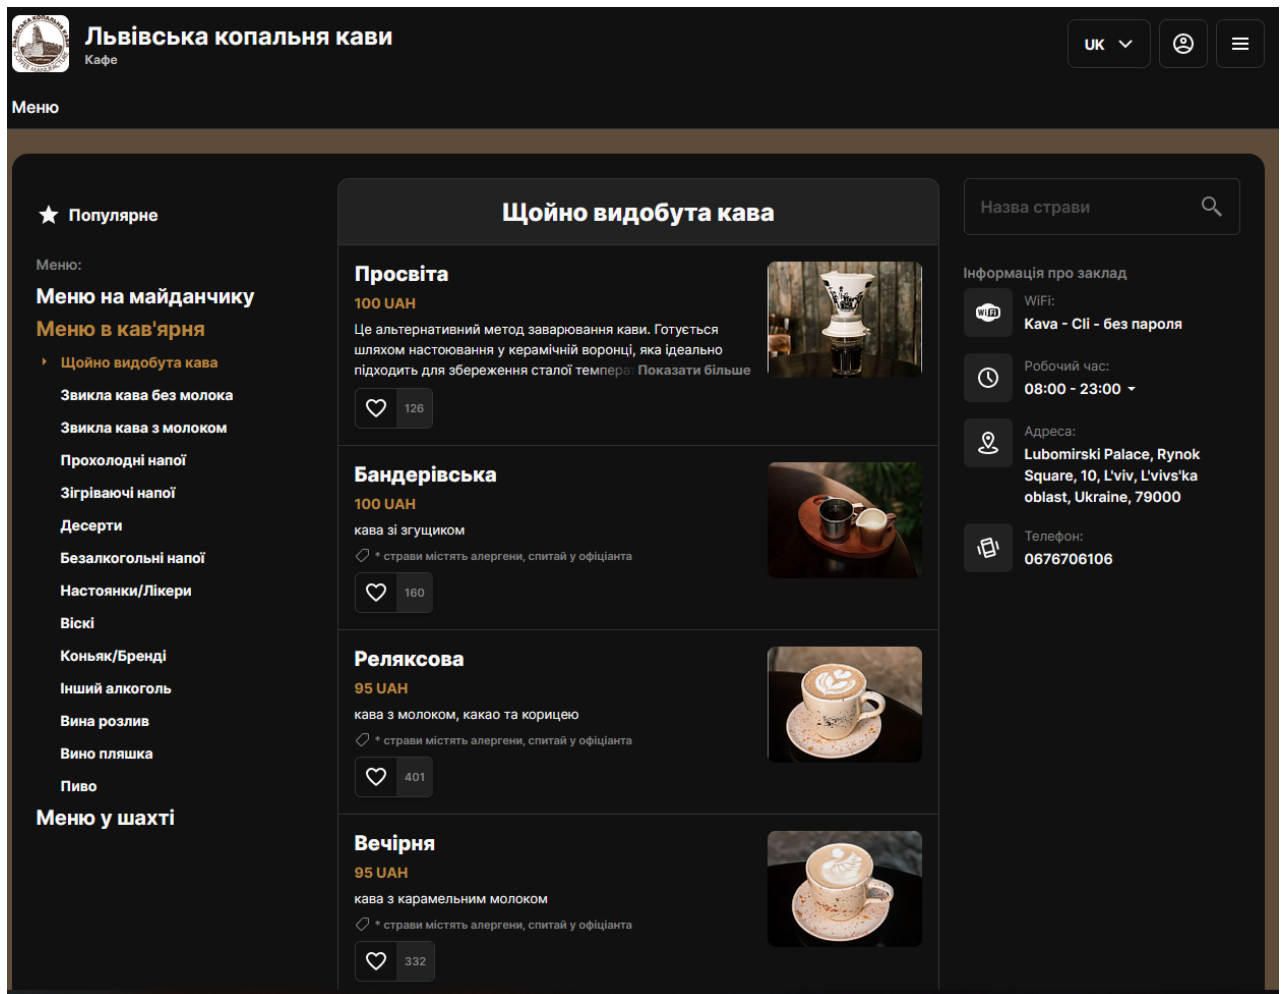 Львівська копальня кави
Кафе
UK
Меню
Популярне
Меню:
Меню на майданчику
Меню в кав'ярня
Щойно видобута кава
Звикла кава без молока
Звикла кава з молоком
Прохолодні напої
Зігріваючі напої
Десерти
Безалкогольні напої
Настоянки/Лікери
Віскі
Коньяк/Бренді
Інший алкоголь
Вина розлив
Вино пляшка
Пиво
Меню у шахті
Щойно видобута кава
Просвіта
100 UAH
Це альтернативний метод заварювання кави. Готується
шляхом настоювання у керамічній воронці, яка ідеально
підходить для збереження сталої темпера Показати більше
126
Бандерівська
100 UAH
кава зі згущиком
* страви містять алергени, спитай у офіціанта
160
Реляксова
95 UAH
кава з молоком, какао та корицею
* страви містять алергени, спитай у офіціанта
401
Вечірня
95 UAH
кава з карамельним молоком
* страви містять алергени, спитай у офіціанта
332
Назва страви
Інформація про заклад
WiFi:
Kava - Cli - без пароля
Робочий час:
08:00 - 23:00
Адреса:
Lubomirski Palace, Rynok
Square, 10, L'viv, L'vivs'ka
oblast, Ukraine, 79000
Телефон:
0676706106